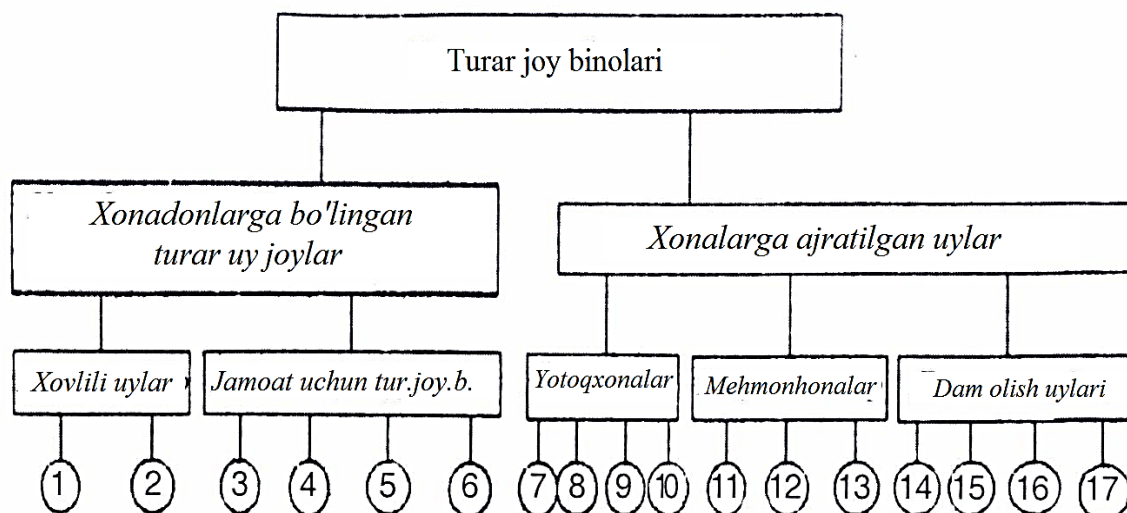 Turar joy binolari
Xonadonlarga bo'lingan
turar uy joylar
Xonalarga ajratilgan uylar
Xovlili uylar
Jamoat uchun tur.joy.b.
Yotoqxonalar
Mehmonhonalar
Dam olish uylari
1 2 3 4 5 6 7 8 9 10 11 12 13 14 15 16 17